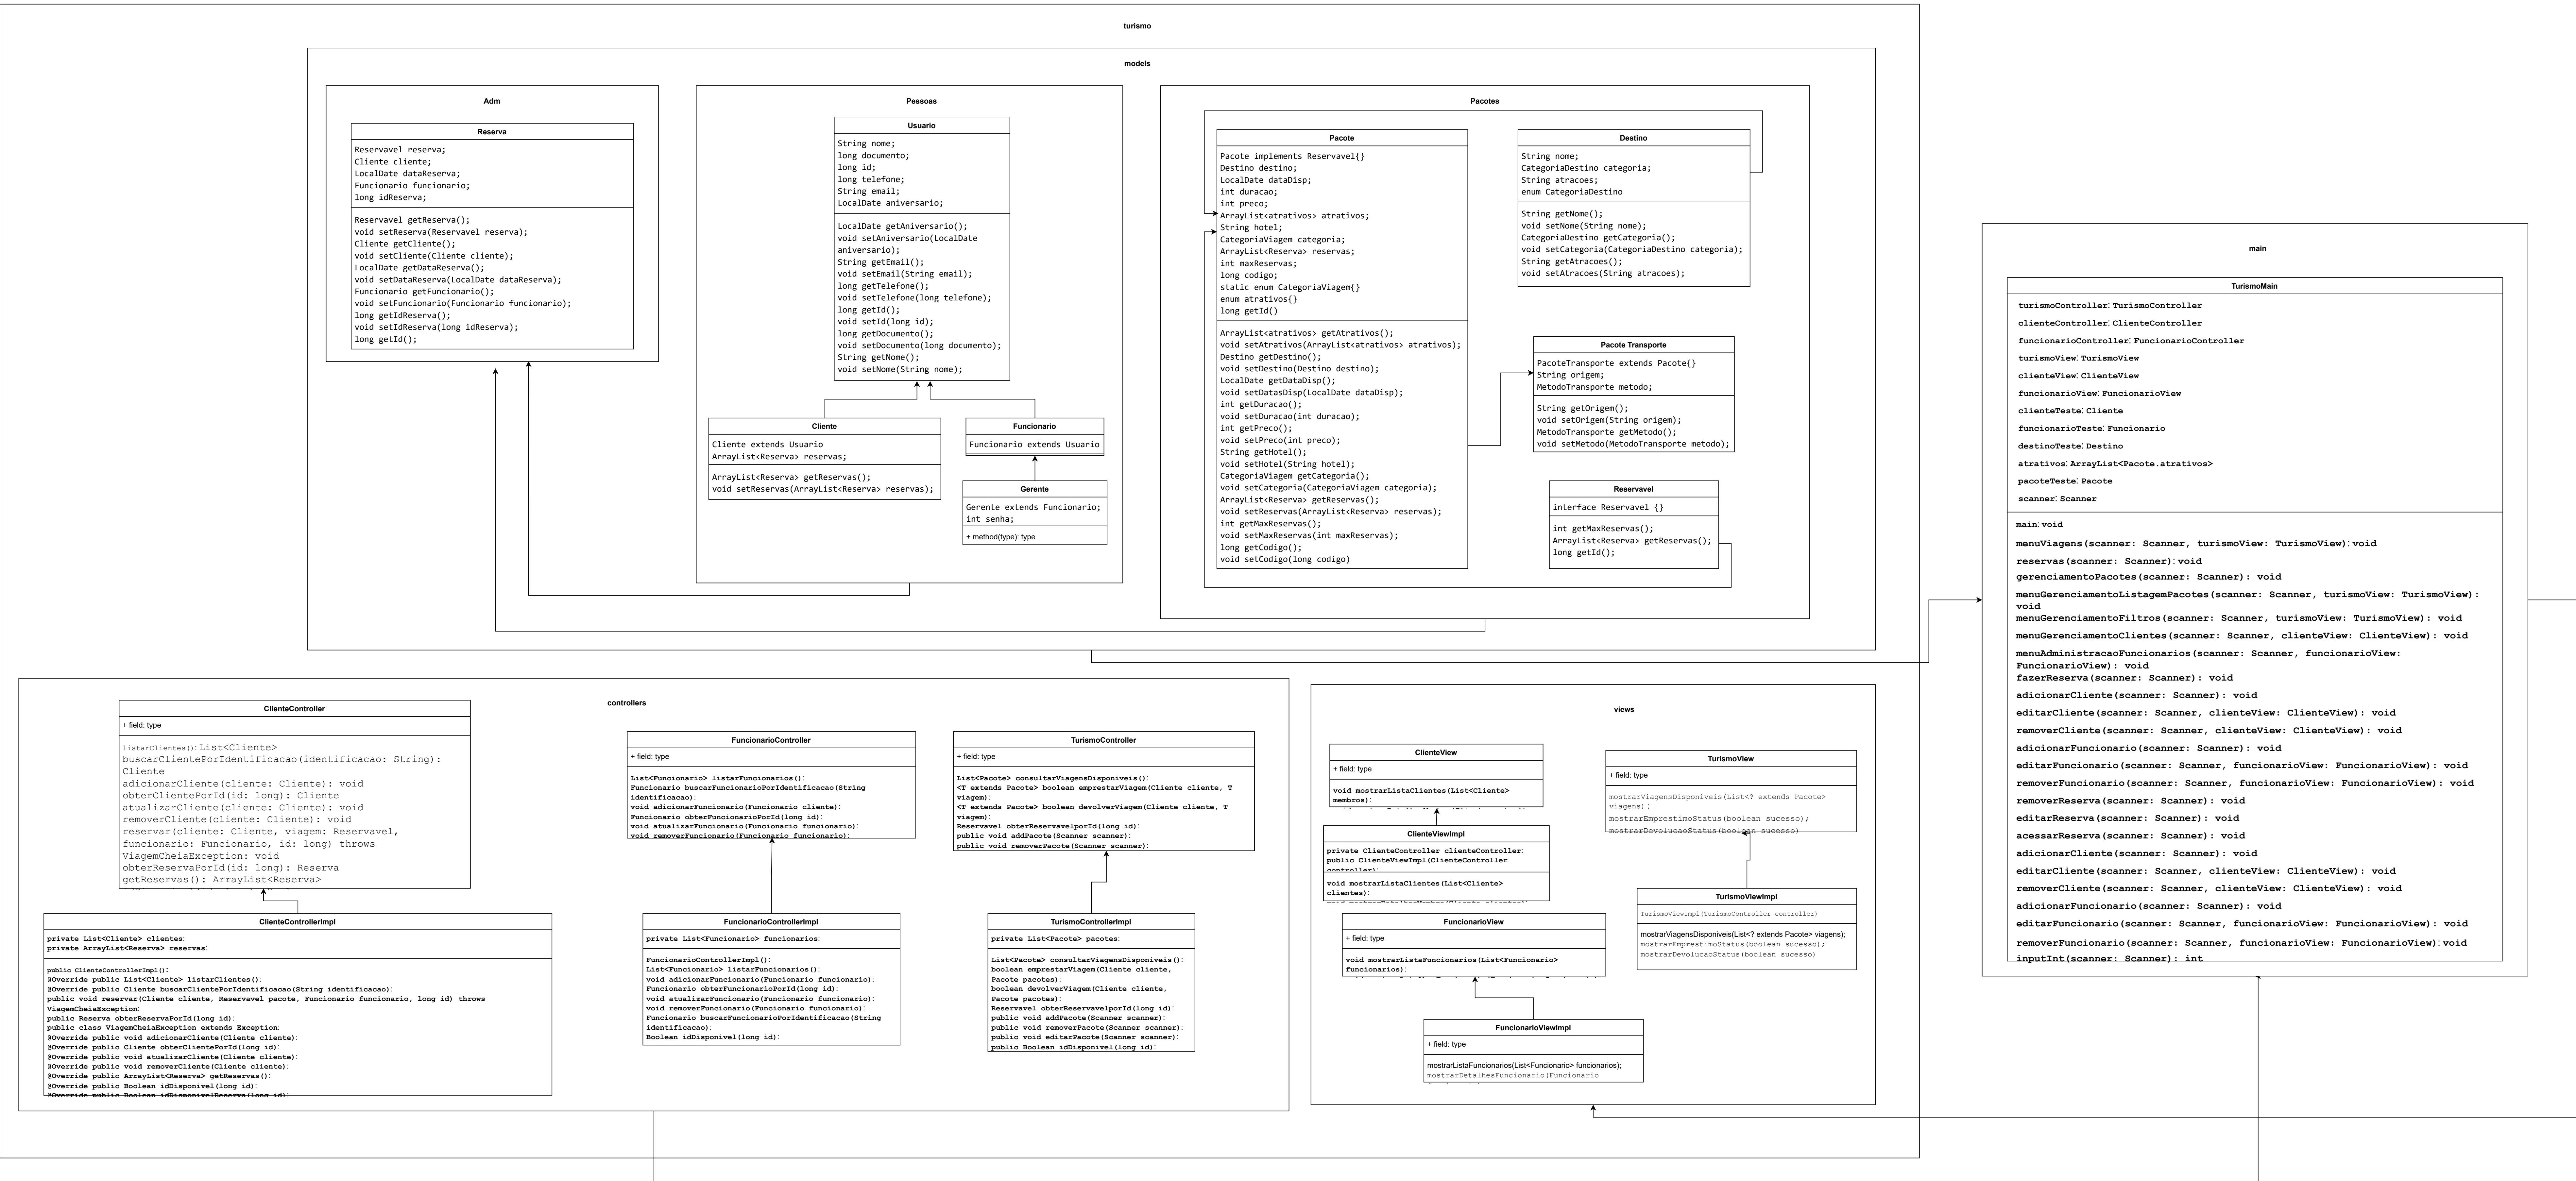 turismo
models
Adm
Reserva
Reservavel reserva;
Cliente cliente;
LocalDate dataReserva;
Funcionario funcionario;
long idReserva;
Reservavel getReserva();
void setReserva(Reservavel reserva);
Cliente getCliente();
void setCliente(Cliente cliente);
LocalDate getDataReserva();
void setDataReserva(LocalDate dataReserva);
Funcionario getFuncionario();
void setFuncionario(Funcionario funcionario);
long getIdReserva();
void setIdReserva(long idReserva);
long getId();
Pessoas
Usuario
String nome;
long documento;
long id;
long telefone;
String email;
LocalDate aniversario;
LocalDate getAniversario();
void setAniversario(LocalDate
aniversario);
String getEmail();
void setEmail(String email);
long getTelefone();
void setTelefone(long telefone);
long getId();
void setId(long id);
long getDocumento();
void setDocumento(long documento);
String getNome();
void setNome(String nome);
Cliente
Cliente extends Usuario
ArrayList<Reserva> reservas;
ArrayList<Reserva> getReservas();
void setReservas(ArrayList<Reserva> reservas);
Funcionario
Funcionario extends Usuario
Gerente
Gerente extends Funcionario;
int senha;
+ method(type): type
Pacotes
Pacote
Pacote implements Reservavel{}
Destino destino;
LocalDate dataDisp;
int duracao;
int preco;
ArrayList<atrativos> atrativos;
String hotel;
CategoriaViagem categoria;
ArrayList<Reserva> reservas;
int maxReservas;
long codigo;
static enum CategoriaViagem{}
enum atrativos{}
long getId()
ArrayList<atrativos> getAtrativos();
void setAtrativos(ArrayList<atrativos> atrativos);
Destino getDestino();
void setDestino(Destino destino);
LocalDate getDataDisp();
void setDatasDisp(LocalDate dataDisp);
int getDuracao();
void setDuracao(int duracao);
int getPreco();
void setPreco(int preco);
String getHotel();
void setHotel(String hotel);
CategoriaViagem getCategoria();
void setCategoria(CategoriaViagem categoria);
ArrayList<Reserva> getReservas();
void setReservas(ArrayList<Reserva> reservas);
int getMaxReservas();
void setMaxReservas(int maxReservas);
long getCodigo();
void setCodigo(long codigo)
Destino
String nome;
CategoriaDestino categoria;
String atracoes;
enum CategoriaDestino
String getNome();
void setNome(String nome);
CategoriaDestino getCategoria();
void setCategoria(CategoriaDestino categoria);
String getAtracoes();
void setAtracoes(String atracoes);
Pacote Transporte
PacoteTransporte extends Pacote{}
String origem;
MetodoTransporte metodo;
String getOrigem();
void setOrigem(String origem);
MetodoTransporte getMetodo();
void setMetodo(MetodoTransporte metodo);
Reservavel
interface Reservavel {}
int getMaxReservas();
ArrayList<Reserva> getReservas();
long getId();
controllers
ClienteController
+ field: type
listarClientes():List<Cliente>
buscarClientePorIdentificacao(identificacao: String):
Cliente
adicionarCliente(cliente: Cliente): void
obterClientePorId(id: long): Cliente
atualizarCliente(cliente: Cliente): void
removerCliente(cliente: Cliente): void
reservar(cliente: Cliente, viagem: Reservavel,
funcionario: Funcionario, id: long) throws
ViagemCheiaException: void
obterReservaPorId(id: long): Reserva
getReservas(): ArrayList<Reserva>
ClienteControllerImpl
private List<Cliente> clientes:
private ArrayList<Reserva> reservas:
public ClienteControllerImpl():
@Override public List<Cliente> listarClientes():
@Override public Cliente buscarClientePorIdentificacao(String identificacao):
public void reservar(Cliente cliente, Reservavel pacote, Funcionario funcionario, long id) throws
ViagemCheiaException:
public Reserva obterReservaPorId(long id):
public class ViagemCheiaException extends Exception:
@Override public void adicionarCliente(Cliente cliente):
@Override public Cliente obterClientePorId(long id):
@Override public void atualizarCliente(Cliente cliente):
@Override public void removerCliente(Cliente cliente):
@Override public ArrayList<Reserva> getReservas():
@Override public Boolean idDisponivel(long id):
@Override public Boolean idDisponivelReserva(long id):
FuncionarioController
+ field: type
List<Funcionario> listarFuncionarios():
Funcionario buscarFuncionarioPorIdentificacao(String
identificacao):
void adicionarFuncionario(Funcionario cliente):
Funcionario obterFuncionarioPorId(long id):
void atualizarFuncionario(Funcionario funcionario):
void removerFuncionario(Funcionario funcionario):
FuncionarioControllerImpl
private List<Funcionario> funcionarios:
FuncionarioControllerImpl():
List<Funcionario> listarFuncionarios():
void adicionarFuncionario(Funcionario funcionario):
Funcionario obterFuncionarioPorId(long id):
void atualizarFuncionario(Funcionario funcionario):
void removerFuncionario(Funcionario funcionario):
Funcionario buscarFuncionarioPorIdentificacao(String
identificacao):
Boolean idDisponivel(long id):
TurismoController
+ field: type
List<Pacote> consultarViagensDisponiveis():
<T extends Pacote> boolean emprestarViagem(Cliente cliente, T
viagem):
<T extends Pacote> boolean devolverViagem(Cliente cliente, T
viagem):
Reservavel obterReservavelporId(long id):
public void addPacote(Scanner scanner):
public void removerPacote(Scanner scanner):
TurismoControllerImpl
private List<Pacote> pacotes:
List<Pacote> consultarViagensDisponiveis():
boolean emprestarViagem(Cliente cliente,
Pacote pacotes):
boolean devolverViagem(Cliente cliente,
Pacote pacotes):
Reservavel obterReservavelporId(long id):
public void addPacote(Scanner scanner):
public void removerPacote(Scanner scanner):
public void editarPacote(Scanner scanner):
public Boolean idDisponivel(long id):
views
ClienteView
+ field: type
void mostrarListaClientes(List<Cliente>
membros):
ClienteViewImpl
private ClienteController clienteController:
public ClienteViewImpl(ClienteController
controller):
void mostrarListaClientes(List<Cliente>
clientes):
FuncionarioView
+ field: type
void mostrarListaFuncionarios(List<Funcionario>
funcionarios):
FuncionarioViewImpl
+ field: type
mostrarListaFuncionarios(List<Funcionario> funcionarios);
mostrarDetalhesFuncionario(Funcionario
TurismoView
+ field: type
mostrarViagensDisponiveis(List<? extends Pacote>
viagens);
mostrarEmprestimoStatus(boolean sucesso);
mostrarDevolucaoStatus(boolean sucesso)
TurismoViewImpl
TurismoViewImpl(TurismoController controller)
mostrarViagensDisponiveis(List<? extends Pacote> viagens);
mostrarEmprestimoStatus(boolean sucesso);
mostrarDevolucaoStatus(boolean sucesso)
main
TurismoMain
turismoController: TurismoController
clienteController: ClienteController
funcionarioController: FuncionarioController
turismoView: TurismoView
clienteView: ClienteView
funcionarioView: FuncionarioView
clienteTeste: Cliente
funcionarioTeste: Funcionario
destinoTeste: Destino
atrativos: ArrayList<Pacote.atrativos>
pacoteTeste: Pacote
scanner: Scanner
main: void
menuViagens(scanner: Scanner, turismoView: TurismoView): void
reservas(scanner: Scanner): void
gerenciamentoPacotes(scanner: Scanner): void
menuGerenciamentoListagemPacotes(scanner: Scanner, turismoView: TurismoView):
void
menuGerenciamentoFiltros(scanner: Scanner, turismoView: TurismoView): void
menuGerenciamentoClientes(scanner: Scanner, clienteView: ClienteView): void
menuAdministracaoFuncionarios(scanner: Scanner, funcionarioView:
FuncionarioView): void
fazerReserva(scanner: Scanner): void
adicionarCliente(scanner: Scanner): void
editarCliente(scanner: Scanner, clienteView: ClienteView): void
removerCliente(scanner: Scanner, clienteView: ClienteView): void
adicionarFuncionario(scanner: Scanner): void
editarFuncionario(scanner: Scanner, funcionarioView: FuncionarioView): void
removerFuncionario(scanner: Scanner, funcionarioView: FuncionarioView): void
removerReserva(scanner: Scanner): void
editarReserva(scanner: Scanner): void
acessarReserva(scanner: Scanner): void
adicionarCliente(scanner: Scanner): void
editarCliente(scanner: Scanner, clienteView: ClienteView): void
removerCliente(scanner: Scanner, clienteView: ClienteView): void
adicionarFuncionario(scanner: Scanner): void
editarFuncionario(scanner: Scanner, funcionarioView: FuncionarioView): void
removerFuncionario(scanner: Scanner, funcionarioView: FuncionarioView): void
inputInt(scanner: Scanner): int